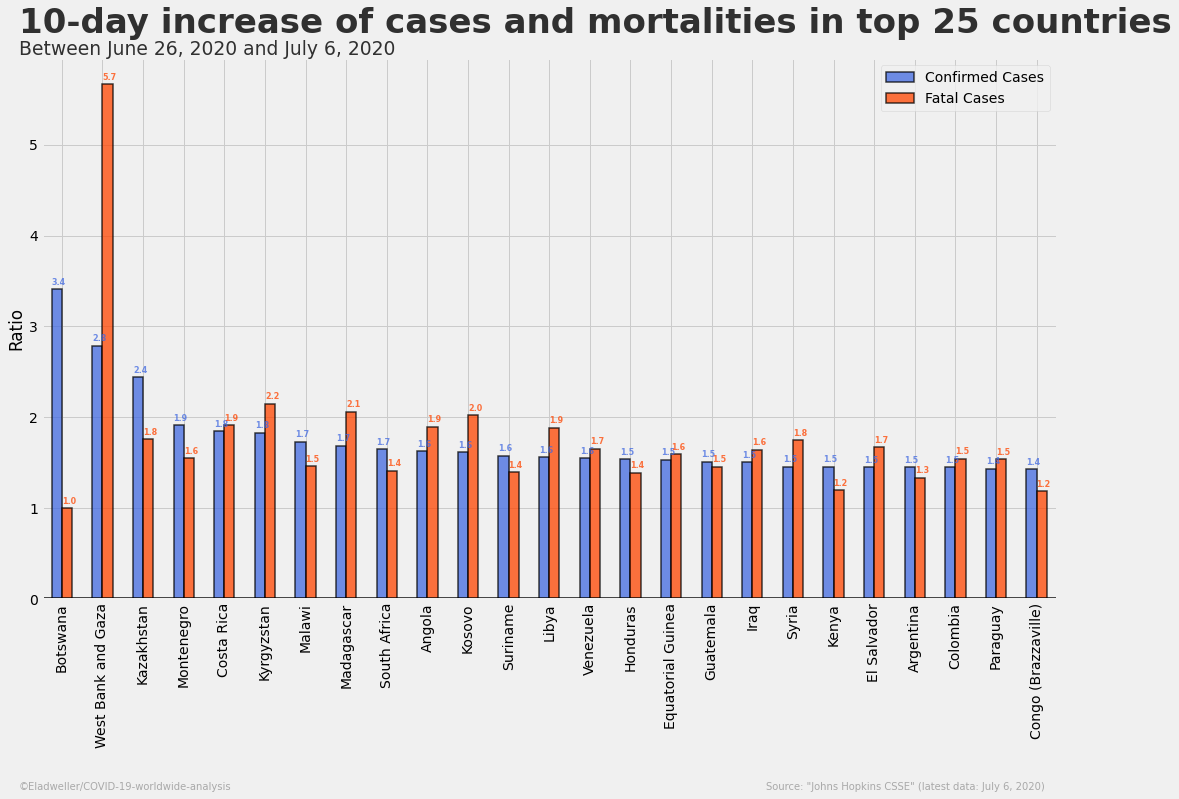 10-day increase of cases and mortalities in top 25 countries
Between June 26, 2020 and July 6, 2020
Confirmed Cases
Fatal Cases
Ratio
5
4
3
2
1
0
3.4
1.0
5.7
2.4
1.8
1.9
1.6
1.9
2.2
1.7
1.5
2.1
1.7
1.4
1.9
2.0
1.6
1.4
1.9
1.7
1.5
1.4
1.6
1.5
1.5
1.6
1.8
1.5
1.2
1.7
1.5
1.3
1.5
1.5
1.4
1.2
Botswana
West Bank and Gaza
Kazakhstan
Montenegro
Costa Rica
Kyrgyzstan
Malawi
Madagascar
South Africa
Angola
Kosovo
Suriname
Libya
Venezuela
Honduras
Equatorial Guinea
Guatemala
Iraq
Syria
Kenya
El Salvador
Argentina
Colombia
Paraguay
Congo (Brazzaville)
©Eladweller/COVID-19-worldwide-analysis
Source: "Johns Hopkins CSSE" (latest data: July 6, 2020)